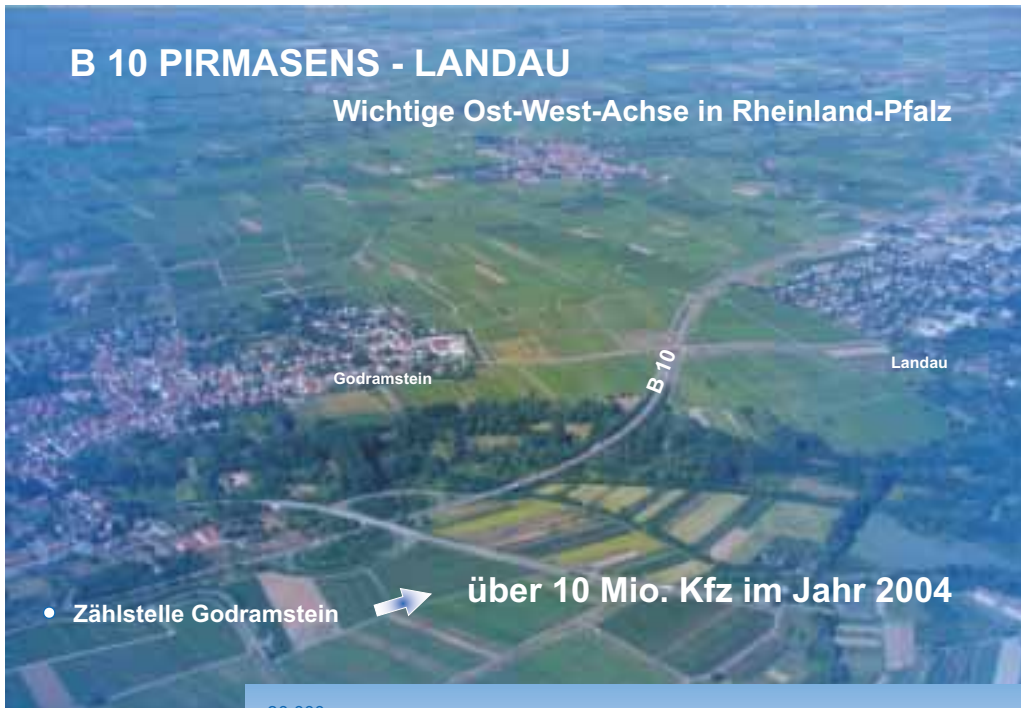 B 10 PIRMASENS - LANDAU
Wichtige Ost-West-Achse in Rheinland-Pfalz
Godramstein
B 10
Landau
über 10 Mio. Kfz im Jahr 2004
• Zählstelle Godramstein